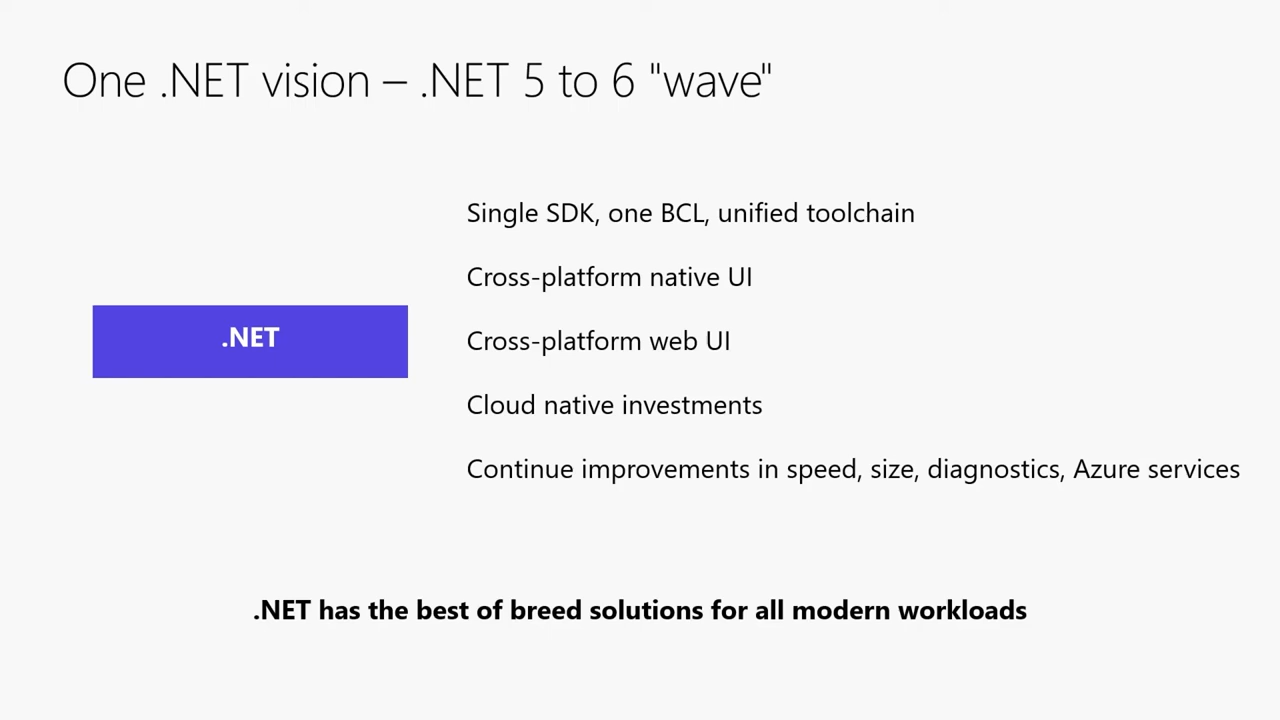 One .NET vision – .NET 5 to 6 "wave"
Single SDK, one BCL, unified toolchain
Cross-platform native UI
.NET
Cross-platform web UI
Cloud native investments
Continue improvements in speed, size, diagnostics, Azure services
.NET has the best of breed solutions for all modern workloads